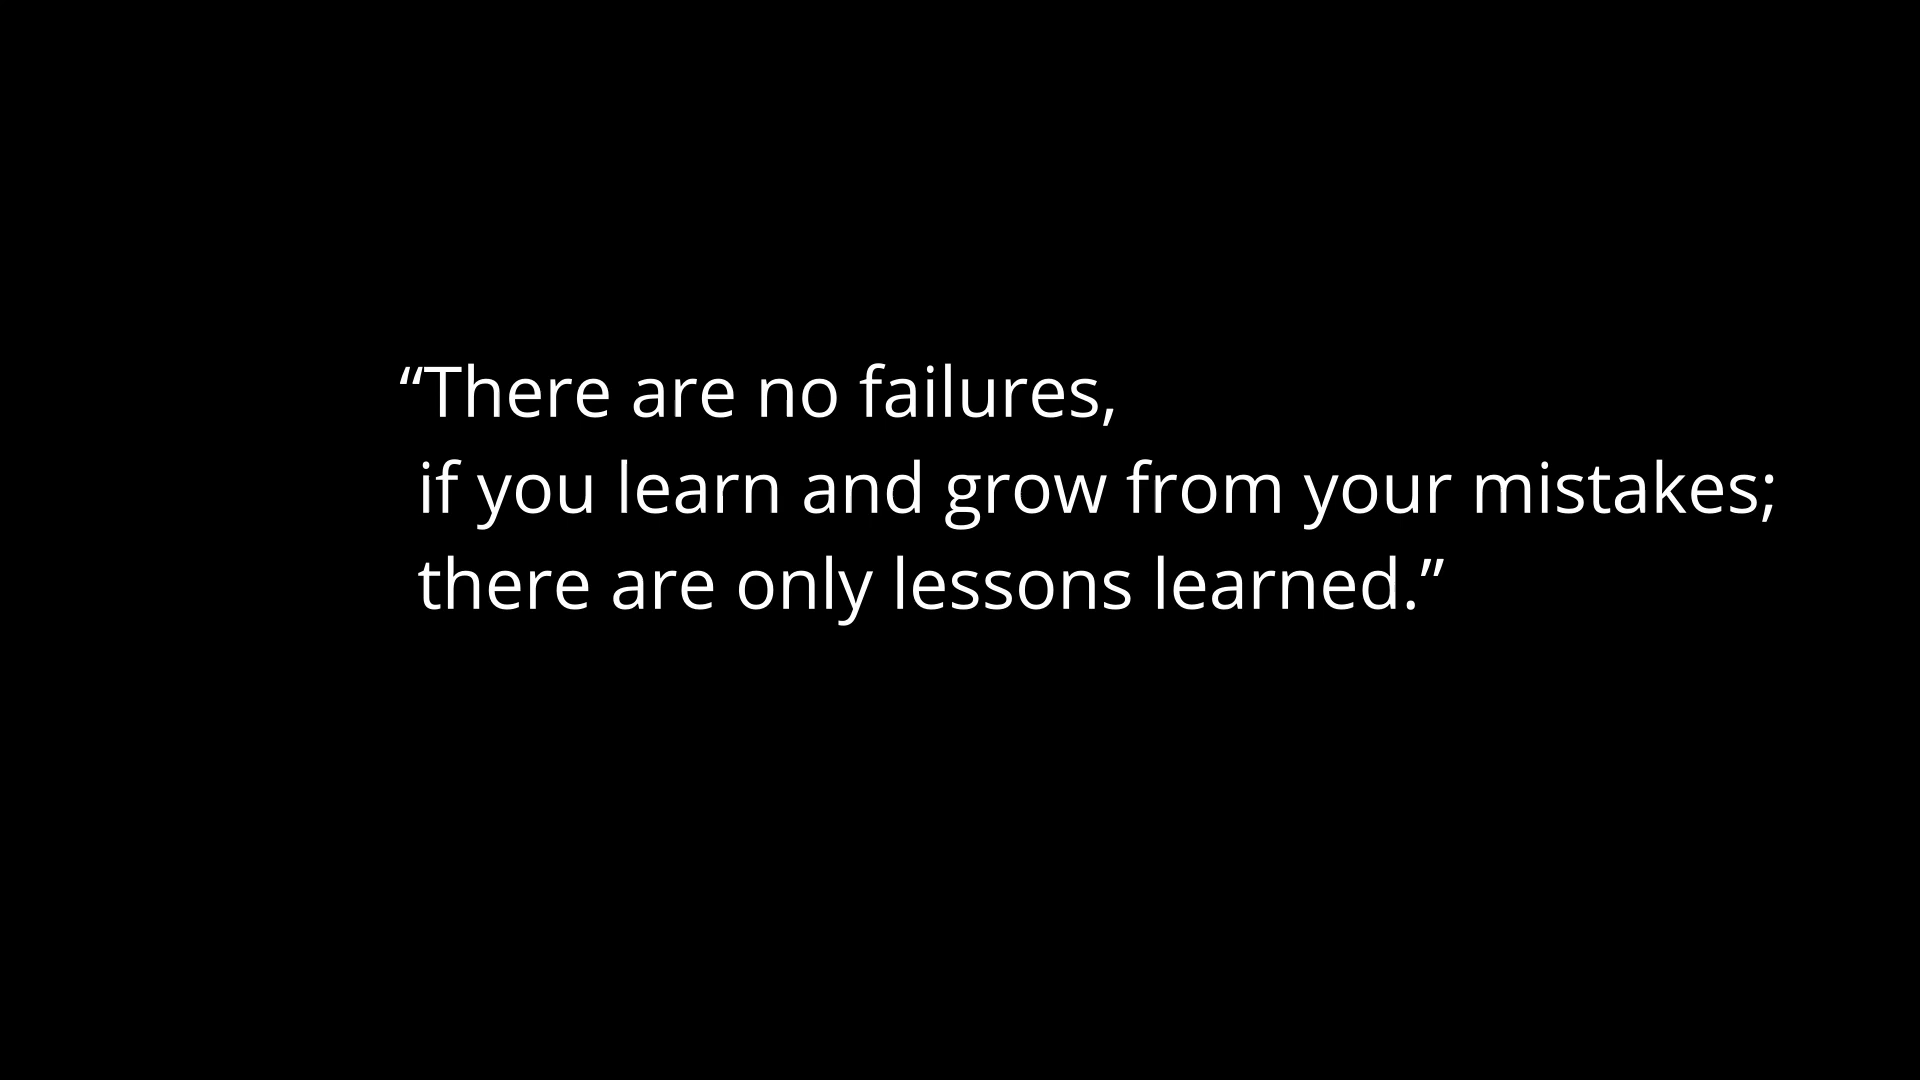 “There are no failures,
if you learn and grow from your mistakes;
there are only lessons learned.”